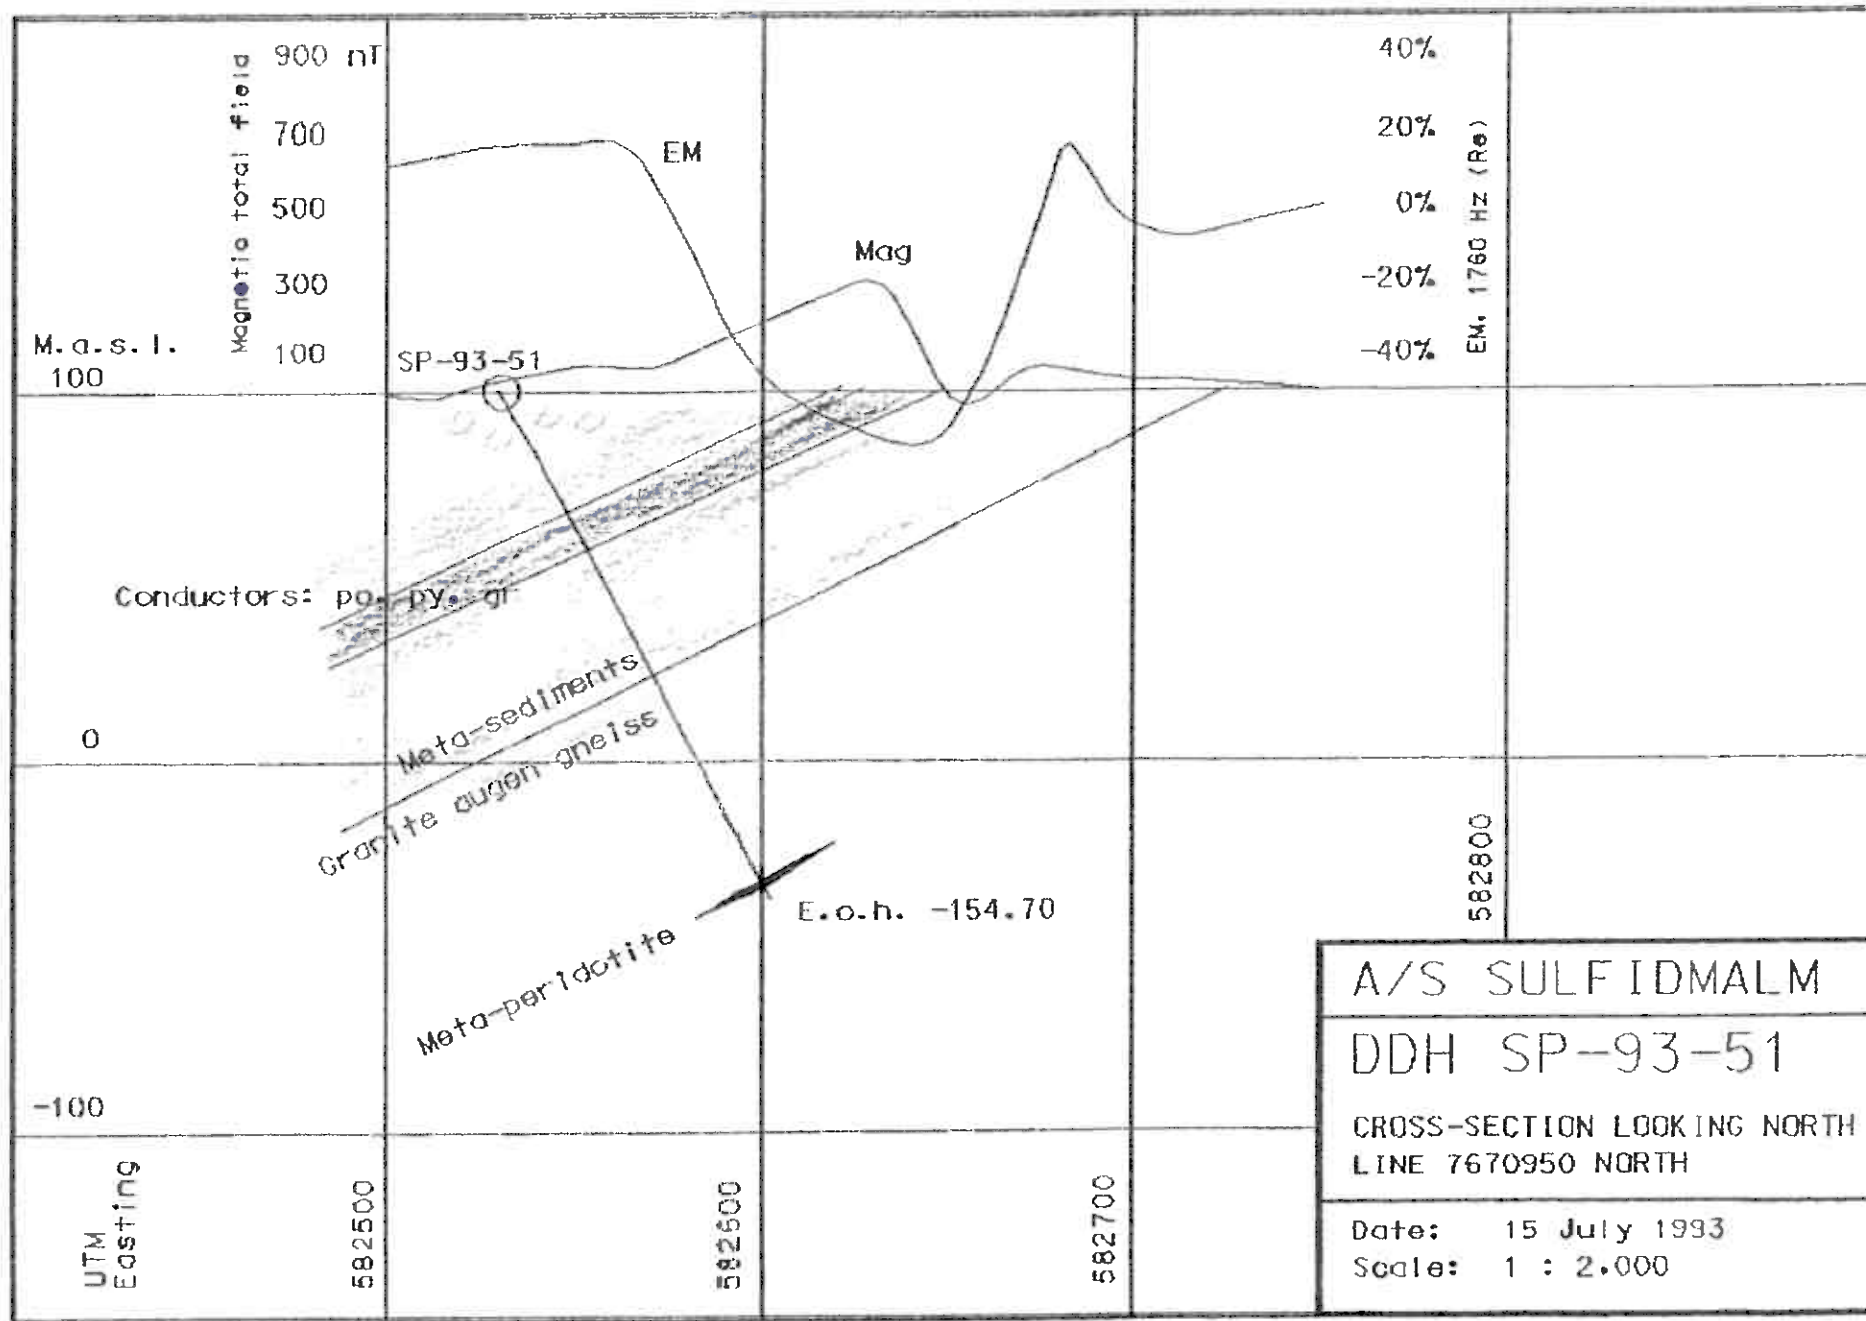 900 nT
700
500
300
100
Magnetic total field
40%
20%
0%
-20%
-40%
EM. 1760 Hz (Re)
EM
Mag
M.a.s.l.
100
SP-93-51
Conductors: po. py. gr
Meta-sediments
Granite augen gneiss
0
E.o.h. -154.70
Meta-peridotite
-100
UTM
Easting
582500
582600
582700
582800
A/S SULFIDMALM
DDH SP-93-51
CROSS-SECTION LOOKING NORTH
LINE 7670950 NORTH
Date: 15 July 1993
Scale: 1 : 2.000